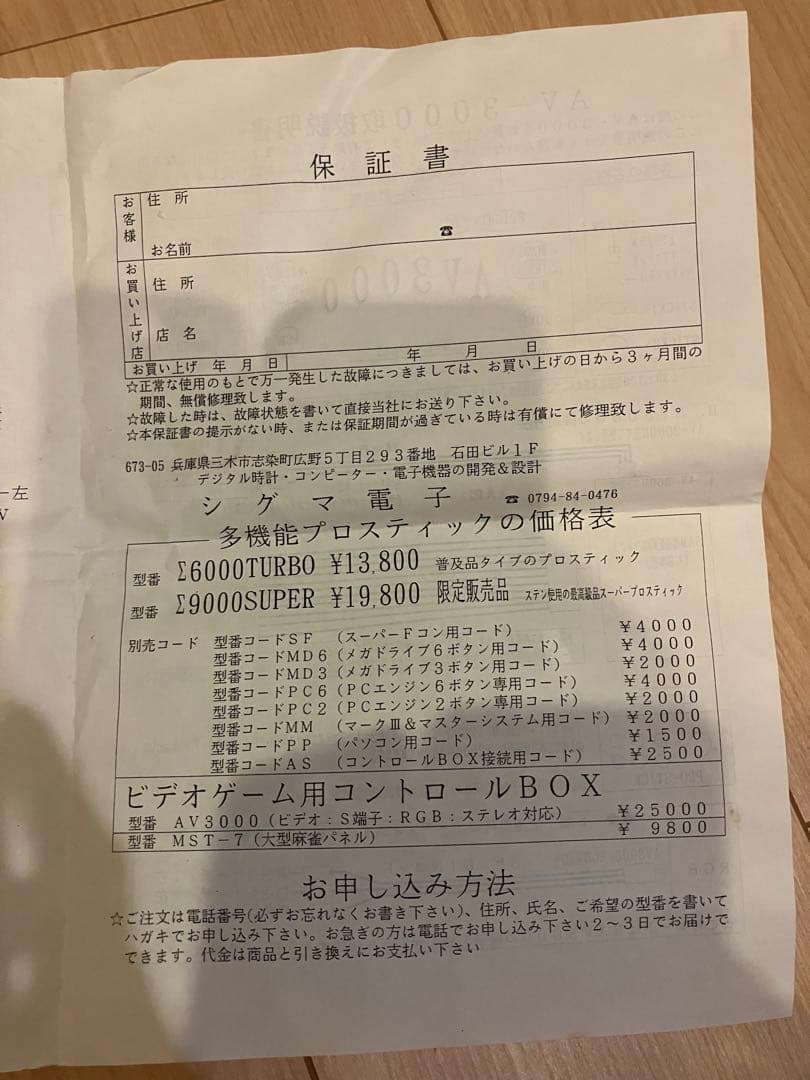 保証書
お客様
住所
お名前 ☎
お買い上げ店
住所
店名
お買い上げ 年月日 年 月 日
☆正常な使用のもとで万一発生した故障につきましては、お買い上げの日から3ヶ月間の
期間、無償修理致します。
☆故障した時は、故障状態を書いて直接当社にお送り下さい。
☆本保証書の提示がない時、または保証期間が過ぎている時は有償にて修理致します。
673-05 兵庫県三木市志染町広野5丁目293番地 石田ビル1F
デジタル時計・コンピーター・電子機器の開発&設計
シグマ電子 ☎ 0794-84-0476
多機能プロスティックの価格表
型番 Σ6000TURBO ¥13,800 普及品タイプのプロスティック
型番 Σ9000SUPER ¥19,800 限定販売品 ステン使用の最高級品スーパープロスティック
別売コード 型番コードSF (スーパーFコン用コード) ¥4000
型番コードMD6 (メガドライブ6ボタン用コード) ¥4000
型番コードMD3 (メガドライブ3ボタン用コード) ¥2000
型番コードPC6 (PCエンジン6ボタン専用コード) ¥4000
型番コードPC2 (PCエンジン2ボタン専用コード) ¥2000
型番コードMM (マークⅢ&マスターシステム用コード) ¥2000
型番コードPP (パソコン用コード) ¥1500
型番コードAS (コントロールBOX接続用コード) ¥2500
ビデオゲーム用コントロールBOX
型番 AV3000(ビデオ:S端子:RGB:ステレオ対応) ¥25000
型番 MST-7(大型麻雀パネル) ¥ 9800
お申し込み方法
☆ご注文は電話番号(必ずお忘れなくお書き下さい)、住所、氏名、ご希望の型番を書いて
ハガキでお申し込み下さい。お急ぎの方は電話でお申し込み下さい2~3日でお届けで
できます。代金は商品と引き換えにお支払い下さい
ー左
V